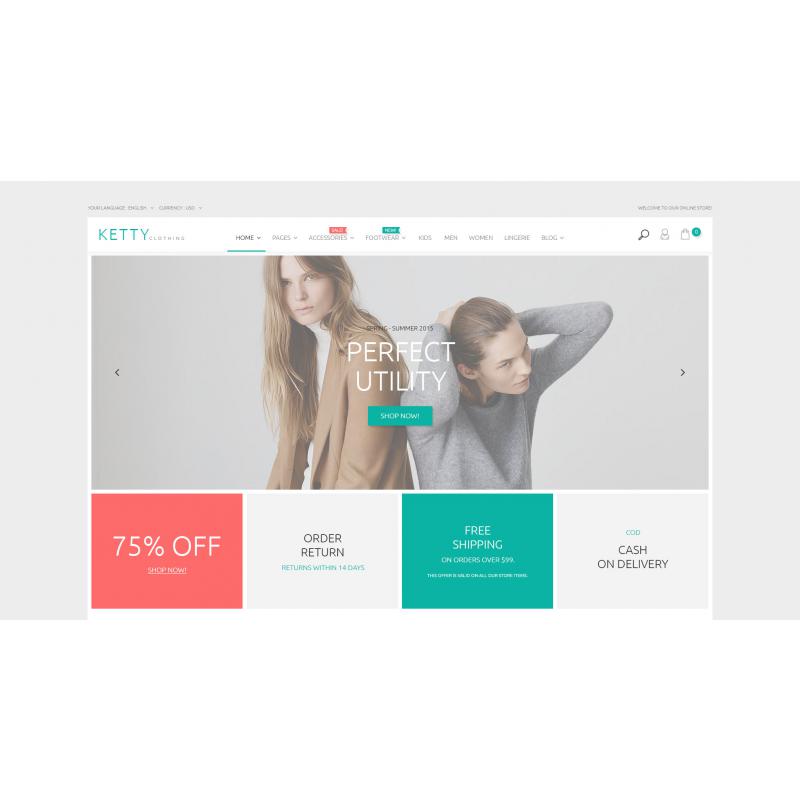 YOUR LANGUAGE: ENGLISH CURRENCY: USD WELCOME TO OUR ONLINE STORE!
SALE! NEW!
KETTY CLOTHING HOME PAGES ACCESSORIES FOOTWEAR KIDS MEN WOMEN LINGERIE BLOG 0
SPRING - SUMMER 2015
PERFECT
UTILITY
SHOP NOW!
75% OFF
SHOP NOW!
ORDER
RETURN
RETURNS WITHIN 14 DAYS
FREE
SHIPPING
ON ORDERS OVER $99.
THIS OFFER IS VALID ON ALL OUR STORE ITEMS.
COD
CASH
ON DELIVERY